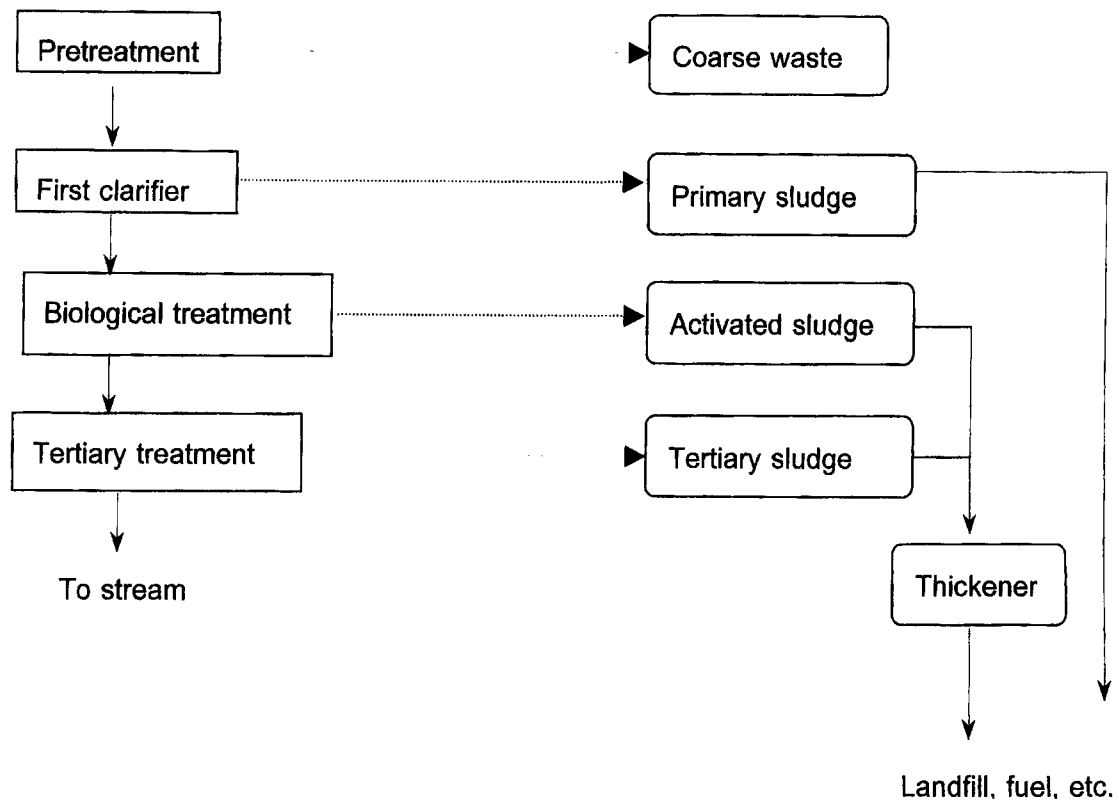 Pretreatment
Coarse waste
First clarifier
Primary sludge
Biological treatment
Activated sludge
Tertiary treatment
Tertiary sludge
To stream
Thickener
Landfill, fuel, etc.